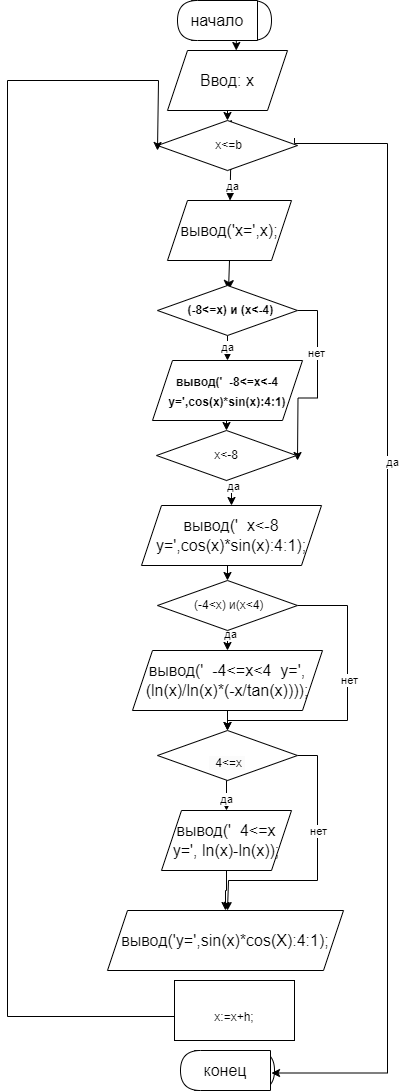 начало
Ввод: x
x<=b
да
вывод('x=',x);
(-8<=x) и (x<-4)
да
нет
вывод('  -8<=x<-4
y=',cos(x)*sin(x):4:1)
x<-8
да
да
вывод('  x<-8
y=',cos(x)*sin(x):4:1);
(-4<x) и(x<4)
да
вывод('  -4<=x<4  y=',
(ln(x)/ln(x)*(-x/tan(x))));
нет
4<=x
да
вывод('  4<=x
y=', ln(x)-ln(x));
нет
вывод('y=',sin(x)*cos(X):4:1);
x:=x+h;
конец